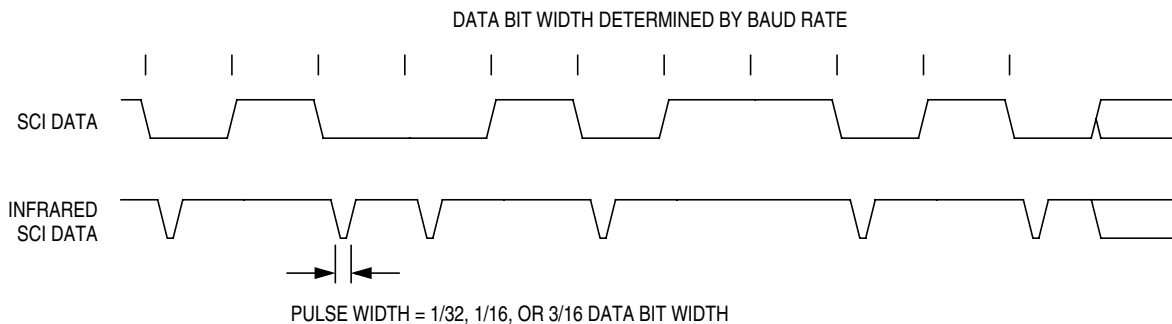 DATA BIT WIDTH DETERMINED BY BAUD RATE
SCI DATA
INFRARED
SCI DATA
PULSE WIDTH = 1/32, 1/16, OR 3/16 DATA BIT WIDTH